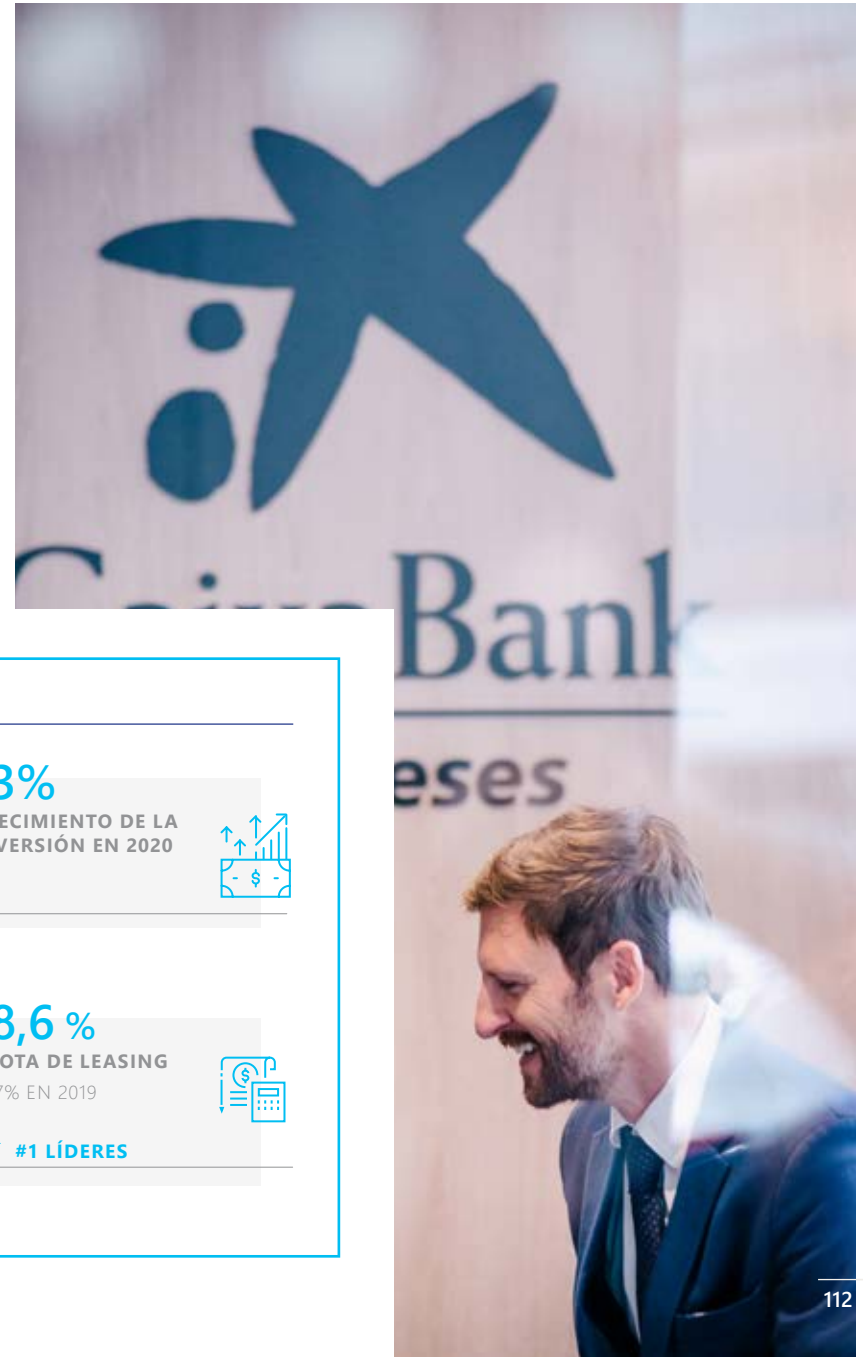 Bank
eses
3%
ECIMIENTO DE LA
VERSIÓN EN 2020
8,6 %
OTA DE LEASING
7% EN 2019
#1 LÍDERES
112